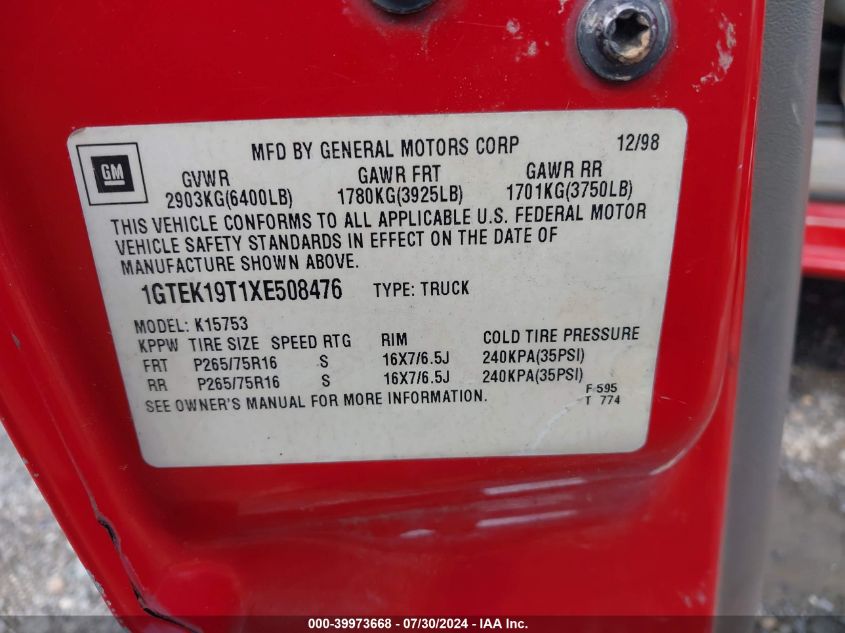 MFD BY GENERAL MOTORS CORP 12/98
GM
GVWR GAWR FRT GAWR RR
2903KG(6400LB) 1780KG(3925LB) 1701KG(3750LB)
THIS VEHICLE CONFORMS TO ALL APPLICABLE U.S. FEDERAL MOTOR
VEHICLE SAFETY STANDARDS IN EFFECT ON THE DATE OF
MANUFACTURE SHOWN ABOVE.
1GTEK19T1XE508476 TYPE: TRUCK
MODEL: K15753
KPPW TIRE SIZE SPEED RTG RIM COLD TIRE PRESSURE
FRT P265/75R16 S 16X7/6.5J 240KPA(35PSI)
RR P265/75R16 S 16X7/6.5J 240KPA(35PSI)
SEE OWNER'S MANUAL FOR MORE INFORMATION.
F 595
T 774
000-39973668 - 07/30/2024 - IAA Inc.